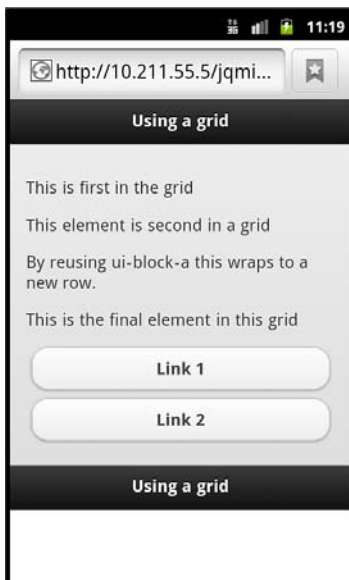 3G 11:19
http://10.211.55.5/jqmi...
Using a grid
This is first in the grid
This element is second in a grid
By reusing ui-block-a this wraps to a
new row.
This is the final element in this grid
Link 1
Link 2
Using a grid